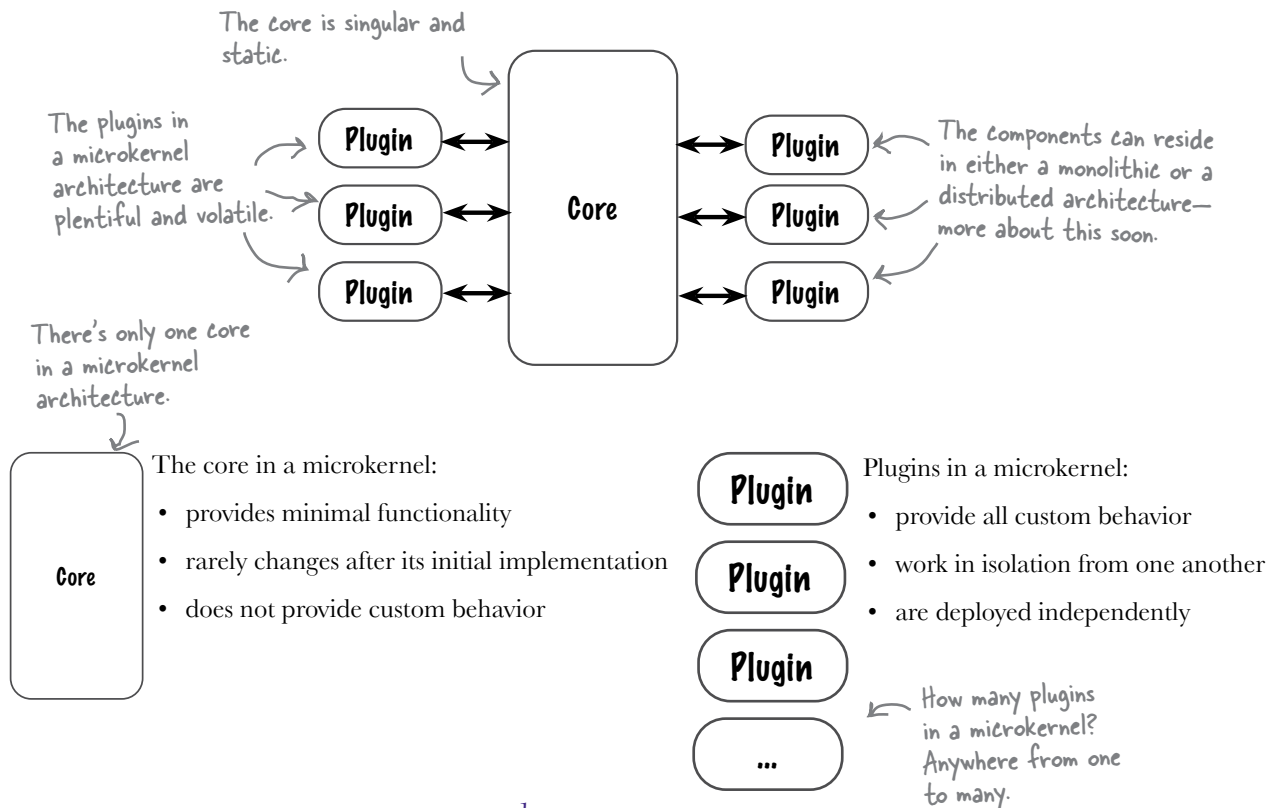 The core is singular and
static.
The plugins in
a microkernel
architecture are
plentiful and volatile.
Plugin
Plugin
Plugin
Core
Plugin
Plugin
Plugin
The components can reside
in either a monolithic or a
distributed architecture—
more about this soon.
There's only one core
in a microkernel
architecture.
Core
The core in a microkernel:
• provides minimal functionality
• rarely changes after its initial implementation
• does not provide custom behavior
Plugin
Plugin
Plugin
...
Plugins in a microkernel:
• provide all custom behavior
• work in isolation from one another
• are deployed independently
How many plugins
in a microkernel?
Anywhere from one
to many.